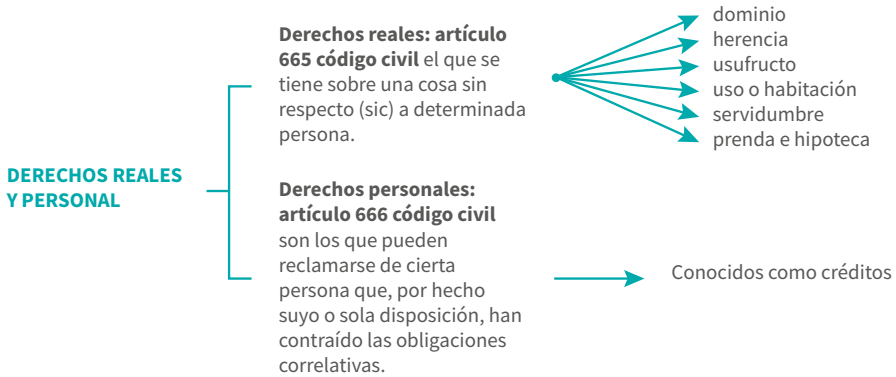 DERECHOS REALES
Y PERSONAL
Derechos reales: artículo
665 código civil el que se
tiene sobre una cosa sin
respecto (sic) a determinada
persona.
dominio
herencia
usufructo
uso o habitación
servidumbre
prenda e hipoteca
Derechos personales:
artículo 666 código civil
son los que pueden
reclamarse de cierta
persona que, por hecho
suyo o sola disposición, han
contraído las obligaciones
correlativas.
Conocidos como créditos